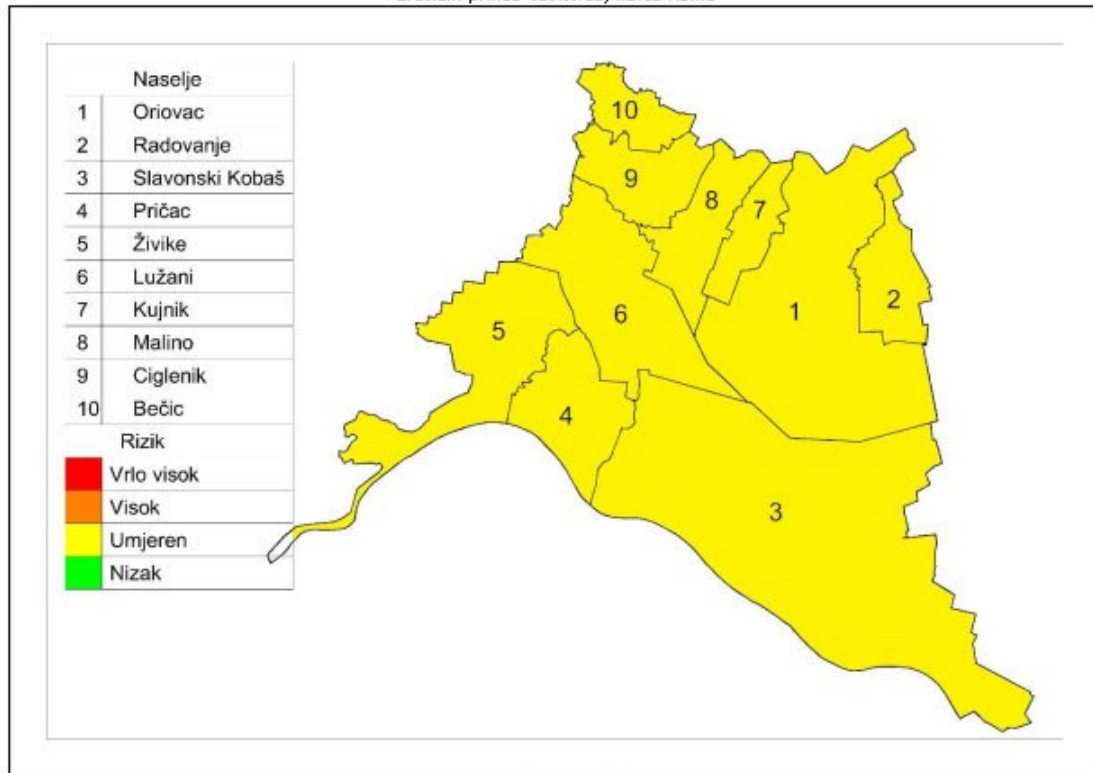 Naselje
1 Oriovac
2 Radovanje
3 Slavonski Kobaš
4 Pričac
5 Živike
6 Lužani
7 Kujnik
8 Malino
9 Ciglenik
10 Bečic
Rizik
Vrlo visok
Visok
Umjeren
Nizak
10
9
8
7
1
2
6
5
4
3